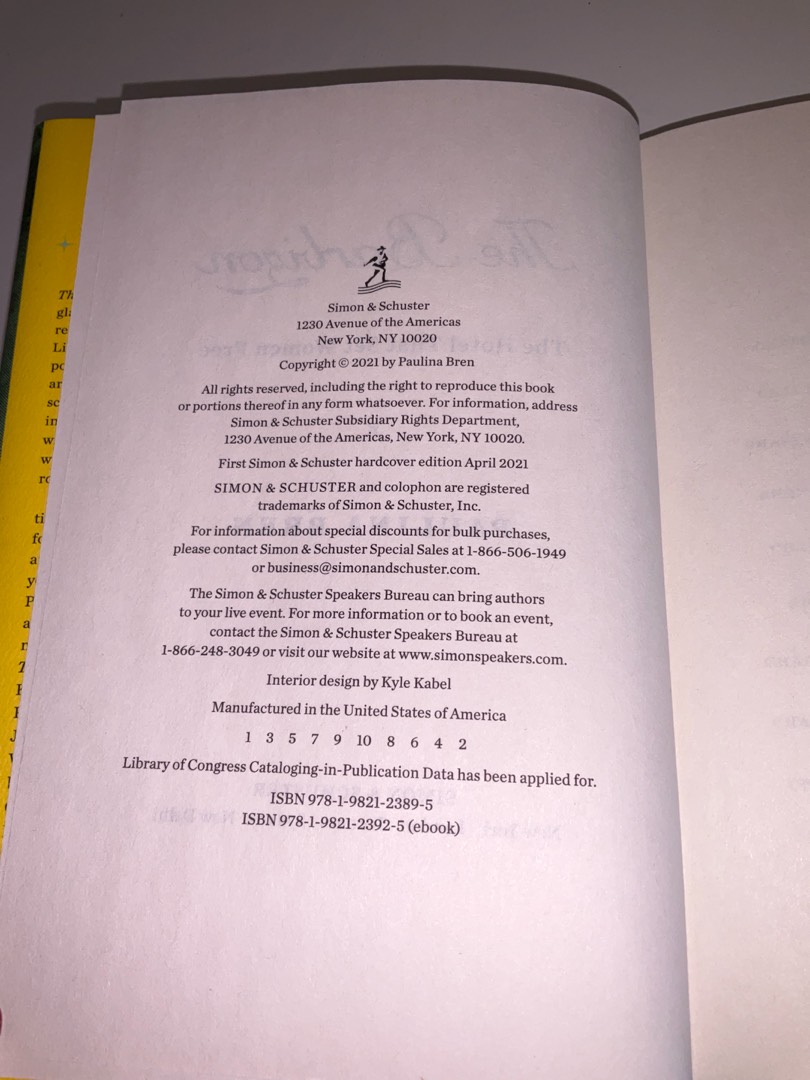 Simon & Schuster
1230 Avenue of the Americas
New York, NY 10020
Copyright © 2021 by Paulina Bren
All rights reserved, including the right to reproduce this book
or portions thereof in any form whatsoever. For information, address
Simon & Schuster Subsidiary Rights Department,
1230 Avenue of the Americas, New York, NY 10020.
First Simon & Schuster hardcover edition April 2021
SIMON & SCHUSTER and colophon are registered
trademarks of Simon & Schuster, Inc.
For information about special discounts for bulk purchases,
please contact Simon & Schuster Special Sales at 1-866-506-1949
or business@simonandschuster.com.
The Simon & Schuster Speakers Bureau can bring authors
to your live event. For more information or to book an event,
contact the Simon & Schuster Speakers Bureau at
1-866-248-3049 or visit our website at www.simonspeakers.com.
Interior design by Kyle Kabel
Manufactured in the United States of America
1 3 5 7 9 10 8 6 4 2
Library of Congress Cataloging-in-Publication Data has been applied for.
ISBN 978-1-9821-2389-5
ISBN 978-1-9821-2392-5 (ebook)